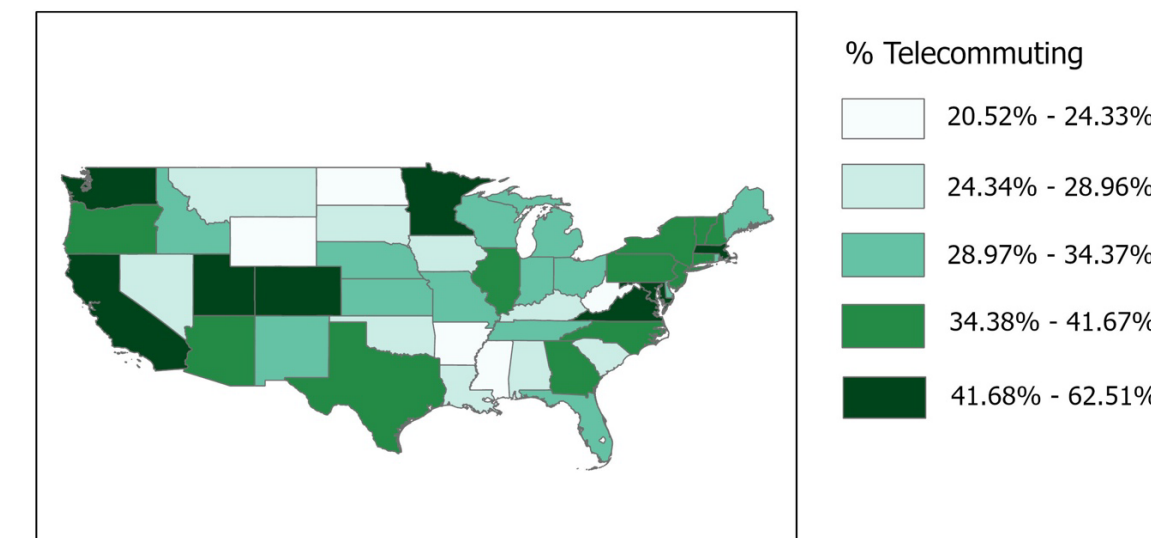 % Telecommuting
20.52% - 24.33%
24.34% - 28.96%
28.97% - 34.37%
34.38% - 41.67%
41.68% - 62.51%